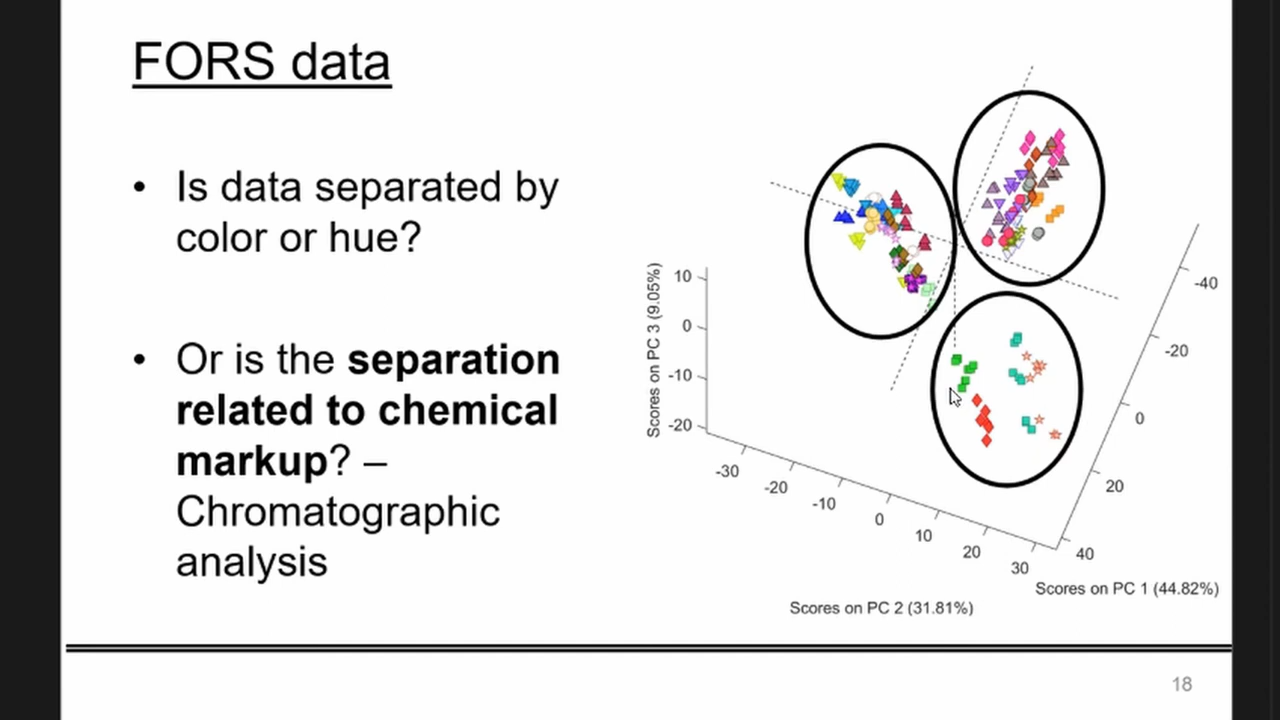 FORS data
• Is data separated by
color or hue?
• Or is the separation
related to chemical
markup? –
Chromatographic
analysis
Scores on PC 3 (9.05%)
10
0
-10
-20
-30
-20
-10
0
10
20
30
Scores on PC 2 (31.81%)
-40
-20
0
20
40
Scores on PC 1 (44.82%)
18